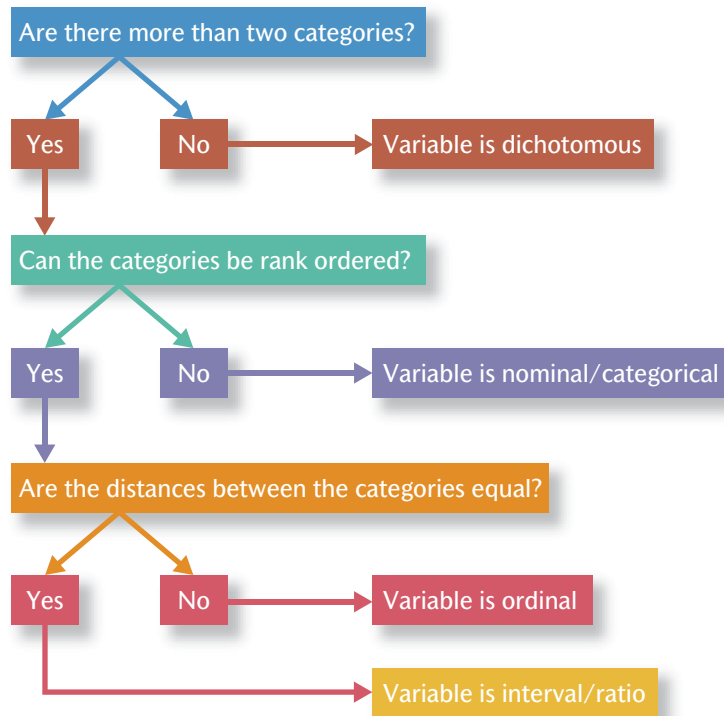 Are there more than two categories?
Yes
No
Variable is dichotomous
Can the categories be rank ordered?
Yes
No
Variable is nominal/categorical
Are the distances between the categories equal?
Yes
No
Variable is ordinal
Variable is interval/ratio